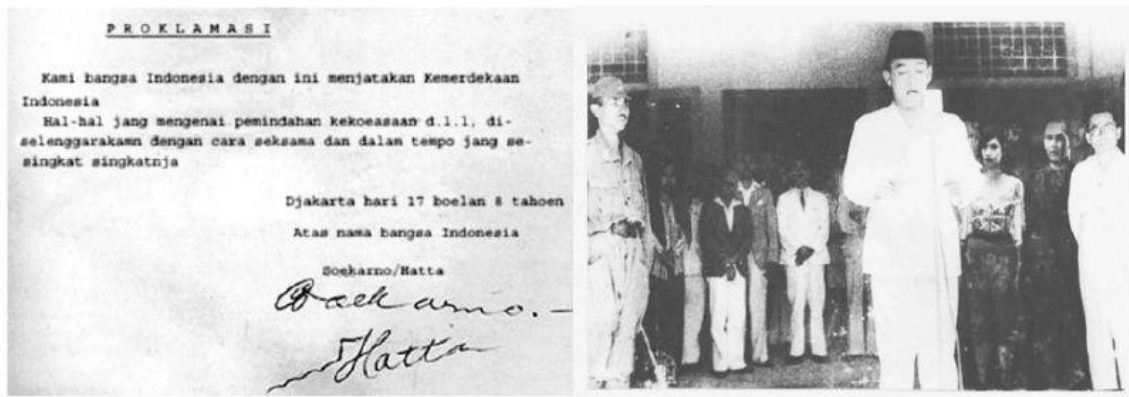 P R O K L A M A S I
Kami bangsa Indonesia dengan ini menjatakan Kemerdekaan
Indonesia
Hal-hal jang mengenai pemindahan kekoeasaan d.l.l, di-
selenggarakamn dengan cara seksama dan dalam tempo jang se-
singkat singkatnja
Djakarta hari 17 boelan 8 tahoen
Atas nama bangsa Indonesia
Soekarno/Hatta
Soekarno.-
Hatta